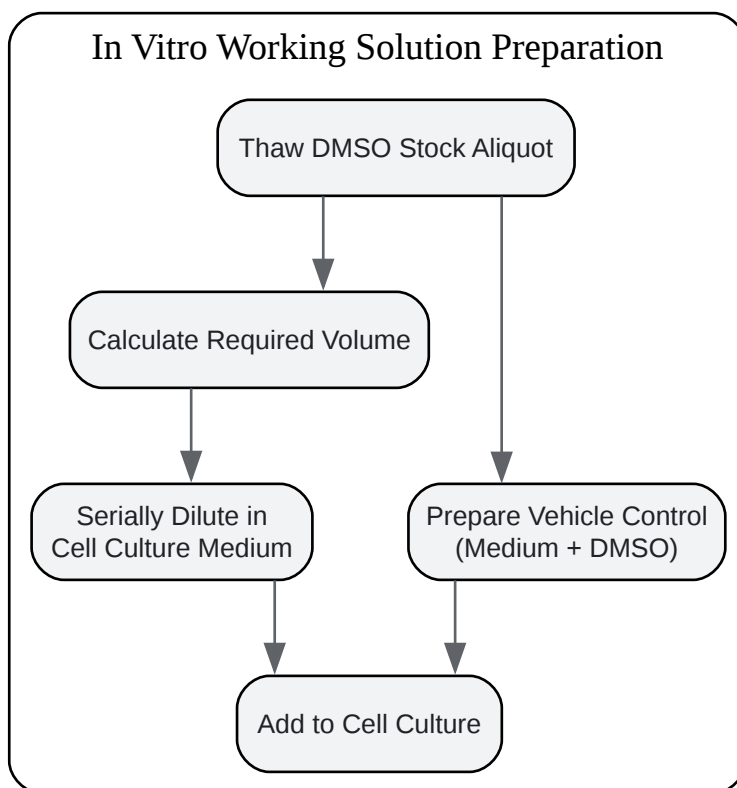 In Vitro Working Solution Preparation
Thaw DMSO Stock Aliquot
Calculate Required Volume
Serially Dilute in
Cell Culture Medium
Prepare Vehicle Control
(Medium + DMSO)
Add to Cell Culture